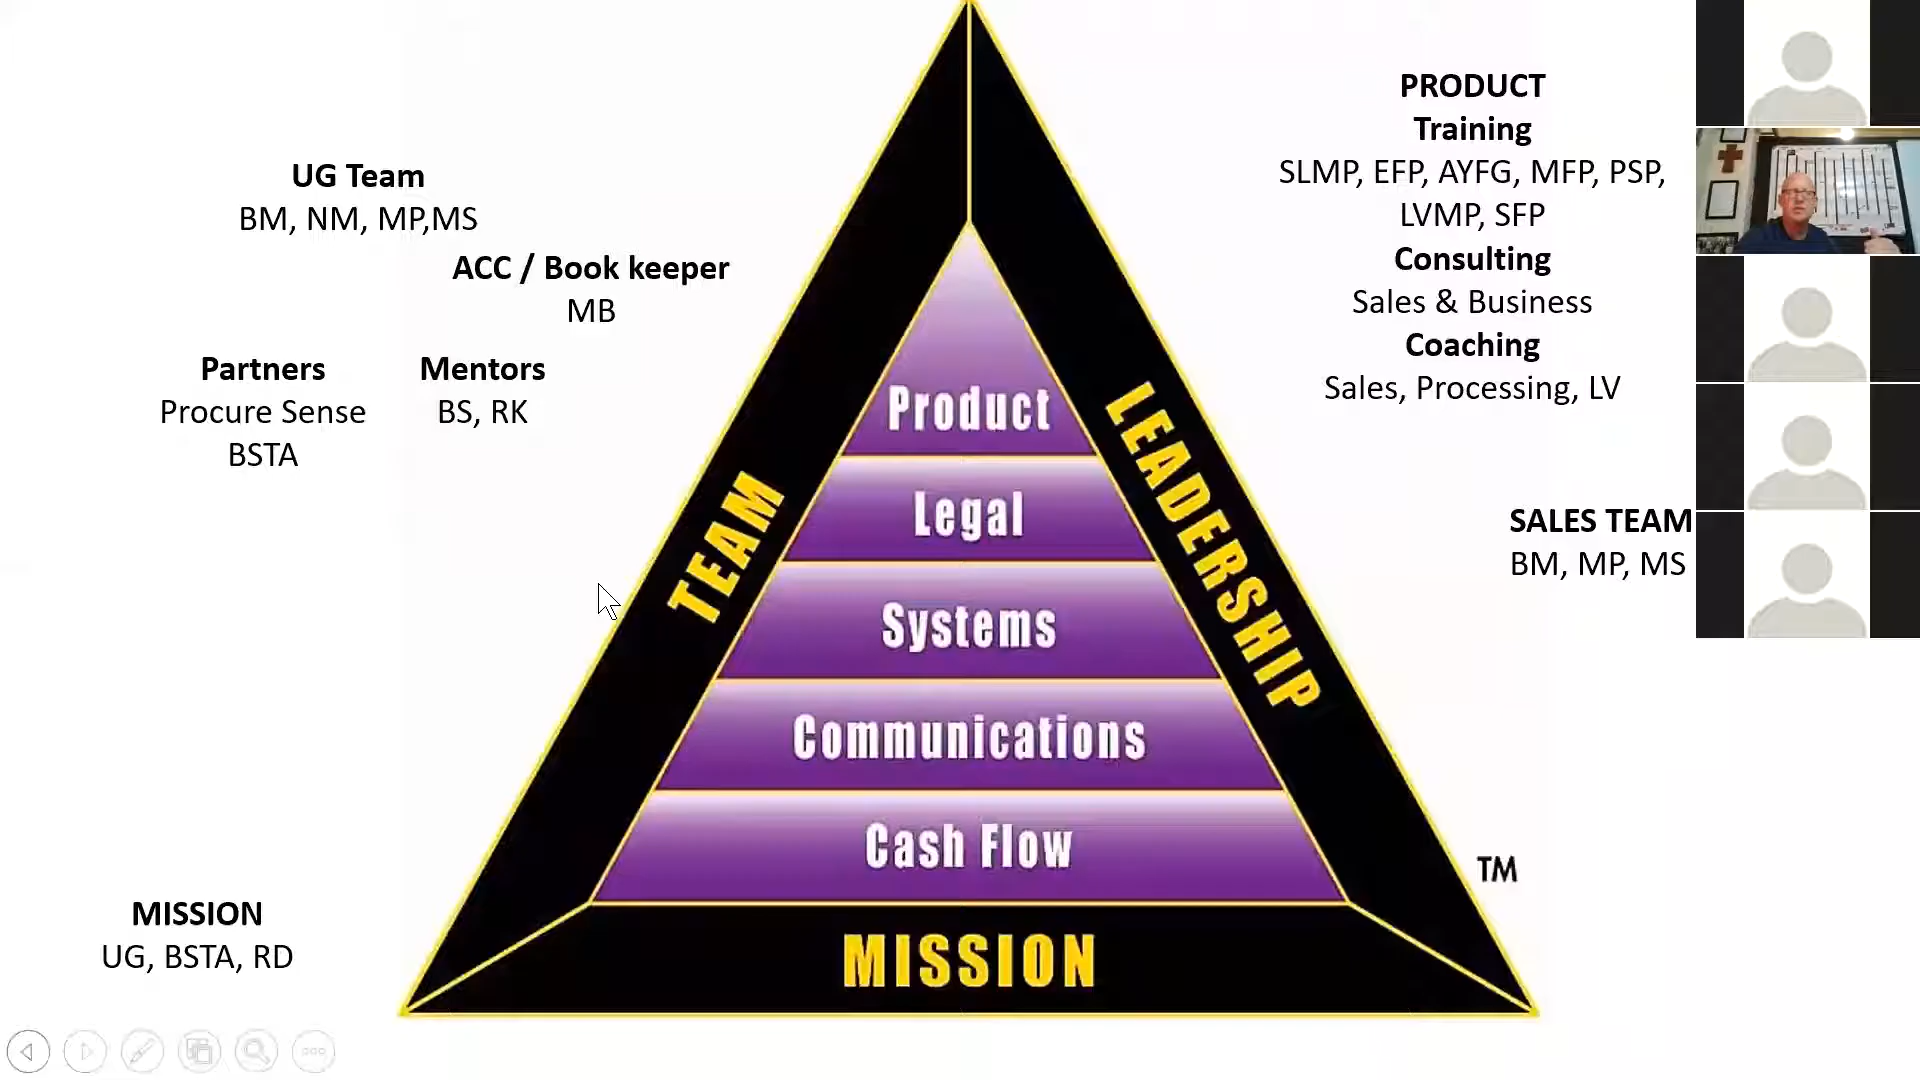 UG Team
BM, NM, MP,MS
ACC / Book keeper
MB
Partners
Procure Sense
BSTA
Mentors
BS, RK
MISSION
UG, BSTA, RD
TEAM
LEADERSHIP
Product
Legal
Systems
Communications
Cash Flow
MISSION
TM
PRODUCT
Training
SLMP, EFP, AYFG, MFP, PSP,
LVMP, SFP
Consulting
Sales & Business
Coaching
Sales, Processing, LV
SALES TEAM
BM, MP, MS